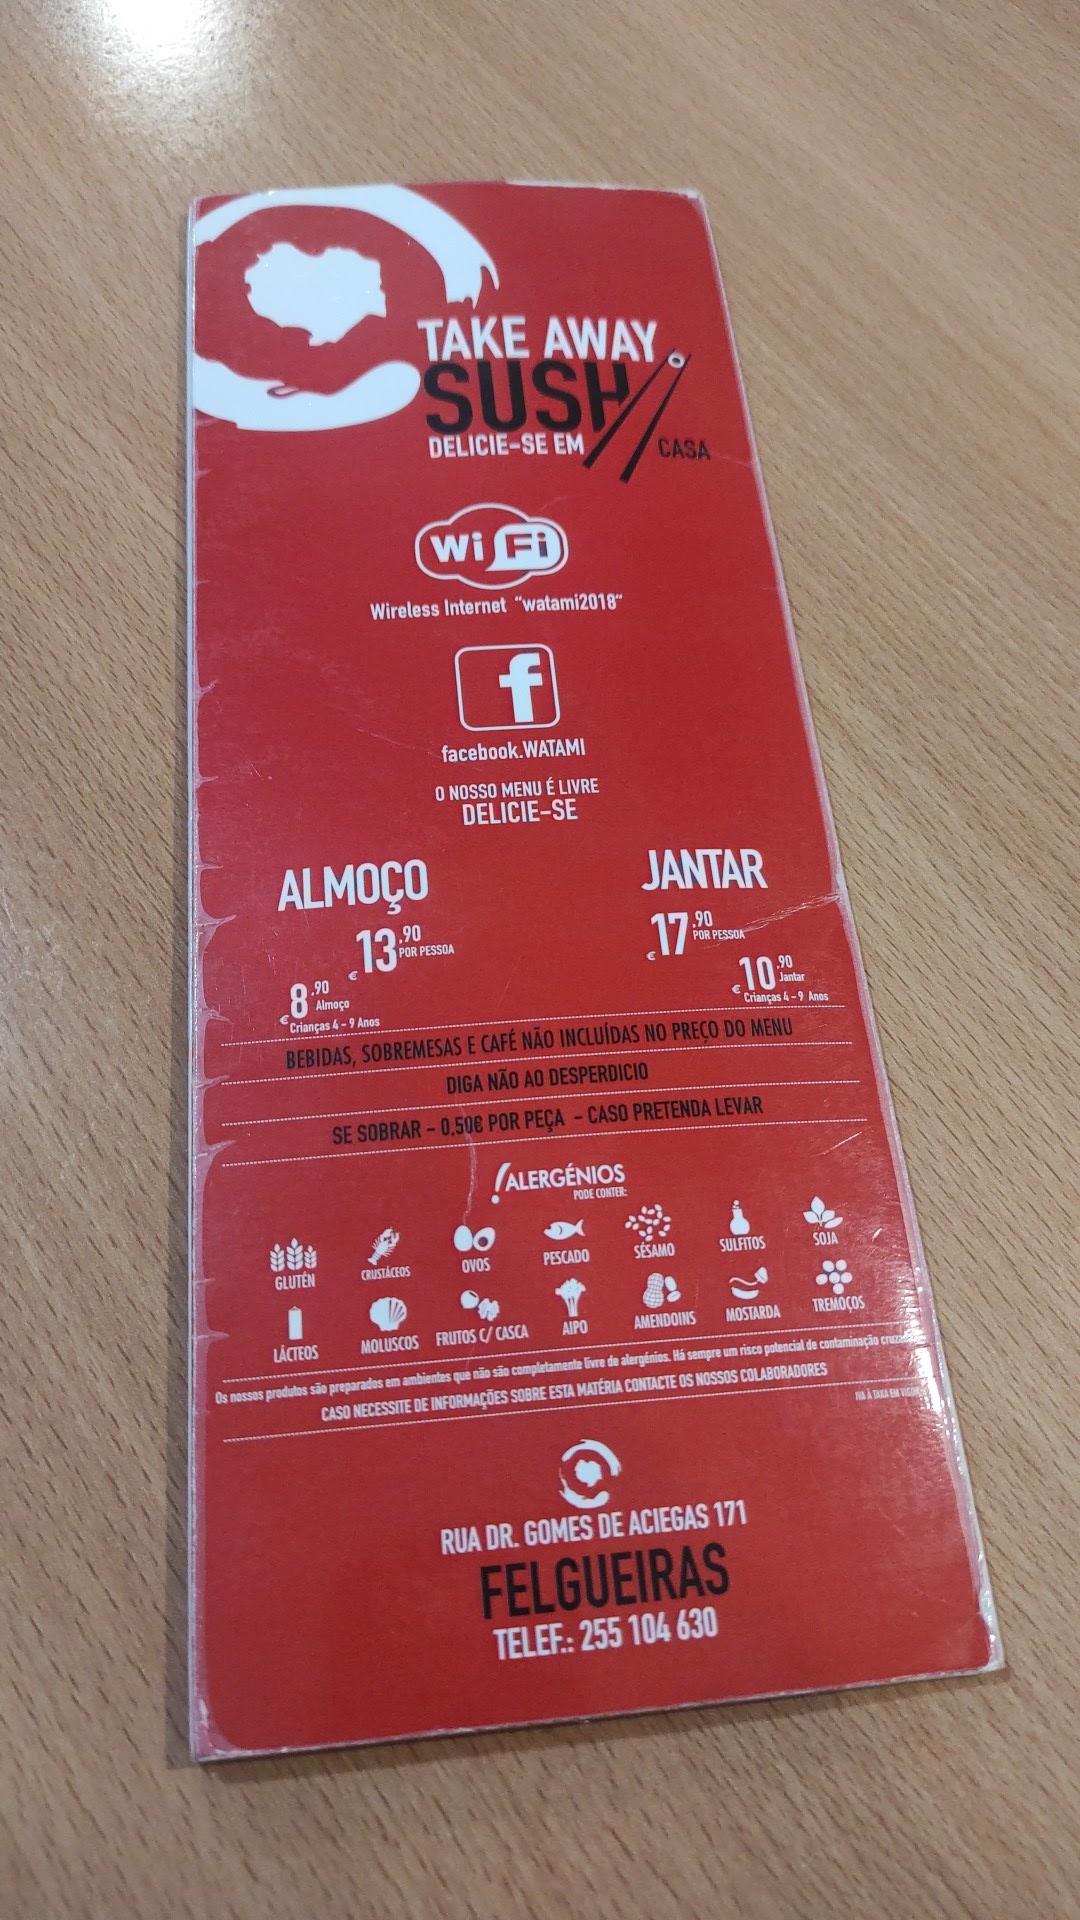 TAKE AWAY
SUSHI
DELICIE-SE EM CASA
Wi Fi
Wireless Internet "watami2018"
f
facebook.WATAMI
O NOSSO MENU É LIVRE
DELICIE-SE
ALMOÇO
€ 13.90 POR PESSOA
€ 8.90 Almoço
Crianças 4 - 9 Anos
JANTAR
€ 17.90 POR PESSOA
€ 10.90 Jantar
Crianças 4 - 9 Anos
BEBIDAS, SOBREMESAS E CAFÉ NÃO INCLUÍDAS NO PREÇO DO MENU
DIGA NÃO AO DESPERDICIO
SE SOBRAR - 0,50€ POR PEÇA - CASO PRETENDA LEVAR
!ALERGÉNIOS
PODE CONTER:
GLUTÉN CRUSTÁCEOS OVOS PESCADO SÉSAMO SULFITOS SOJA
LÁCTEOS MOLUSCOS FRUTOS C/ CASCA AIPO AMENDOINS MOSTARDA TREMOÇOS
Os nossos produtos são preparados em ambientes que não são completamente livre de alergénios. Há sempre um risco potencial de contaminação
CASO NECESSITE DE INFORMAÇÕES SOBRE ESTA MATÉRIA CONTACTE OS NOSSOS COLABORADORES
IVA À TAXA EM
RUA DR. GOMES DE ACIEGAS 171
FELGUEIRAS
TELEF.: 255 104 630